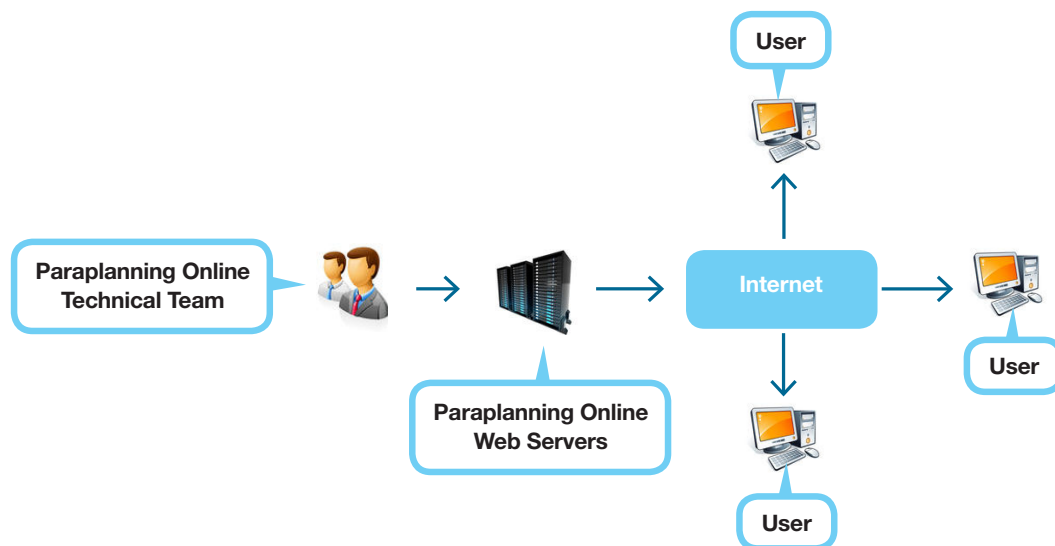 User
Paraplanning Online
Technical Team
Internet
User
Paraplanning Online
Web Servers
User